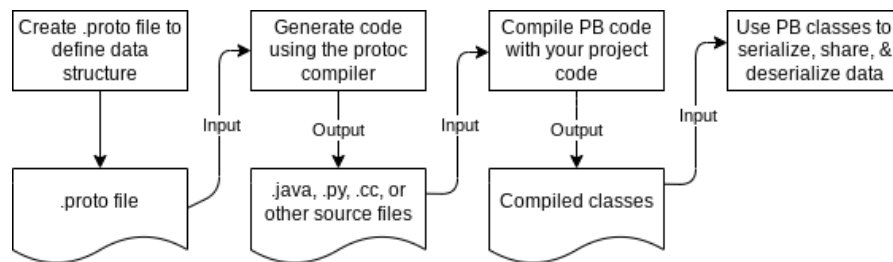 Create .proto file to
define data
structure
Generate code
using the protoc
compiler
Compile PB code
with your project
code
Use PB classes to
serialize, share, &
deserialize data
Input
Output
Input
Output
Input
.proto file
.java, .py, .cc, or
other source files
Compiled classes